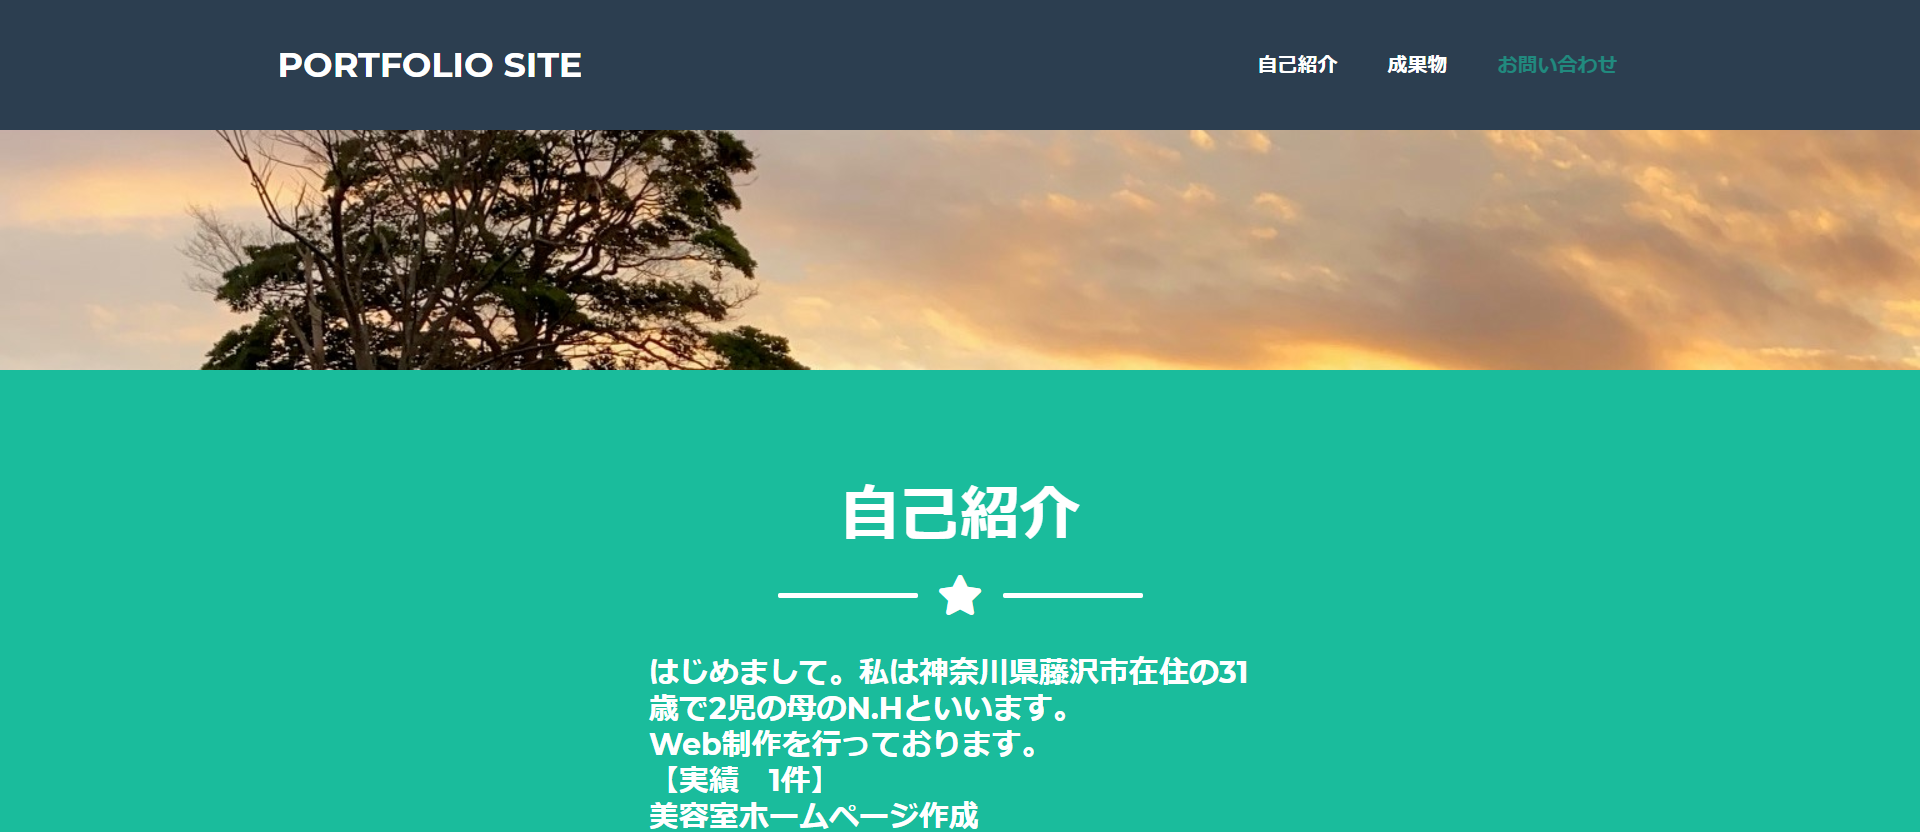 PORTFOLIO SITE
自己紹介 成果物 お問い合わせ
自己紹介
はじめまして。私は神奈川県藤沢市在住の31
歳で2児の母のN.Hといいます。
Web制作を行っております。
【実績　1件】
美容室ホームページ作成